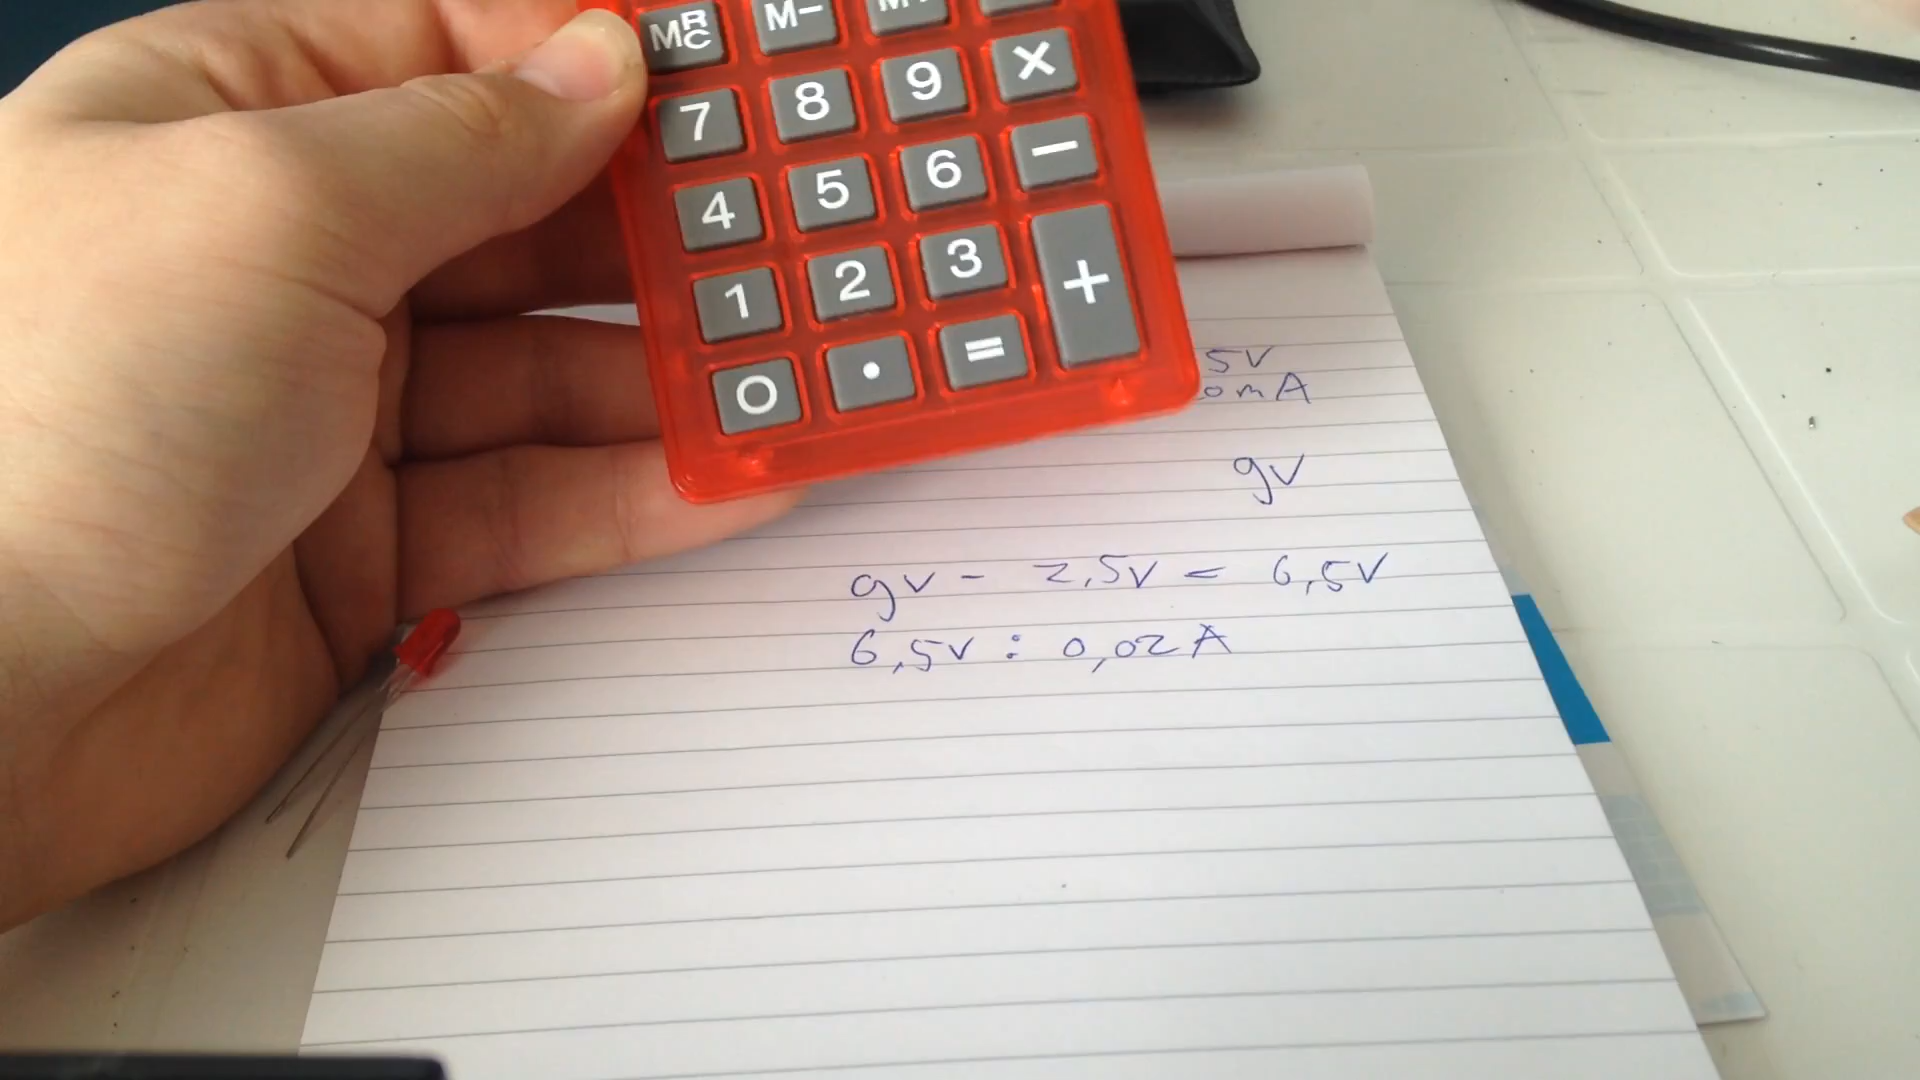 MRC M−
7 8 9 ×
4 5 6 −
1 2 3 +
0 . =
5V
0mA
9V
9V - 2,5V = 6,5V
6,5V : 0,02A